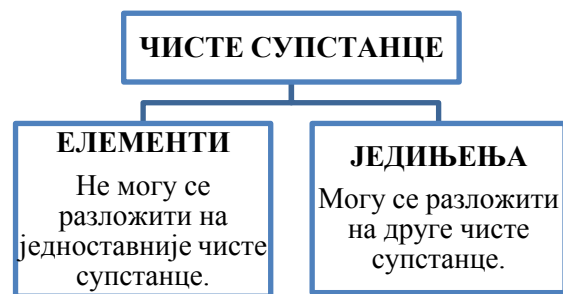 ЧИСТЕ СУПСТАНЦЕ
ЕЛЕМЕНТИ
Не могу се
разложити на
једноставније чисте
супстанце.
ЈЕДИЊЕЊА
Могу се разложити
на друге чисте
супстанце.